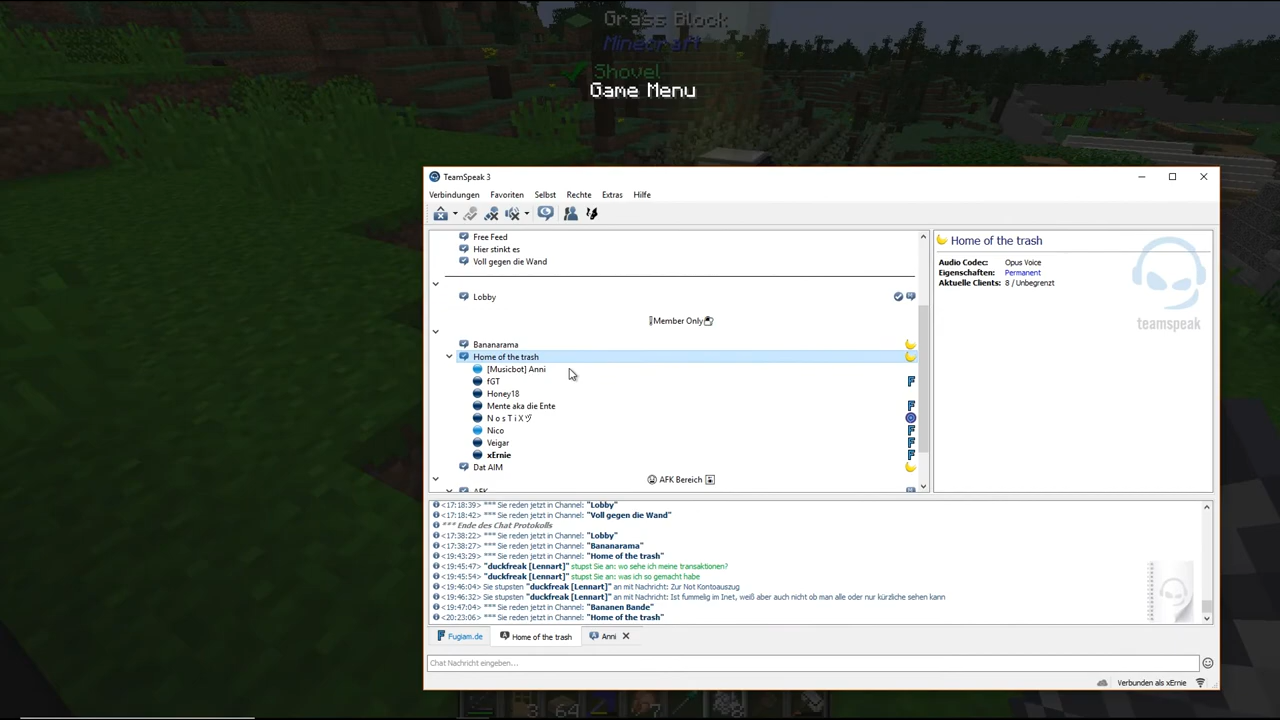 Grass Block
Minecraft
Shovel
Game Menu
TeamSpeak 3
Verbindungen Favoriten Selbst Rechte Extras Hilfe
Free Feed
Hier stinkt es
Voll gegen die Wand
Lobby
Member Only
Bananarama
Home of the trash
[Musicbot] Anni
fGT
Honey18
Mente aka die Ente
N o s T i X ヅ
Nico
Veigar
xErnie
Dat AIM
AFK Bereich
AFK
Home of the trash
Audio Codec: Opus Voice
Eigenschaften: Permanent
Aktuelle Clients: 8 / Unbegrenzt
teamspeak
<17:18:39> *** Sie reden jetzt in Channel: "Lobby"
<17:18:42> *** Sie reden jetzt in Channel: "Voll gegen die Wand"
*** Ende des Chat Protokolls
<17:38:22> *** Sie reden jetzt in Channel: "Lobby"
<17:38:27> *** Sie reden jetzt in Channel: "Bananarama"
<19:43:29> *** Sie reden jetzt in Channel: "Home of the trash"
<19:45:47> "duckfreak [Lennart]" stupst Sie an: wo sehe ich meine transaktionen?
<19:45:54> "duckfreak [Lennart]" stupst Sie an: was ich so gemacht habe
<19:46:04> Sie stupsten "duckfreak [Lennart]" an mit Nachricht: Zur Not Kontoauszug
<19:46:32> Sie stupsten "duckfreak [Lennart]" an mit Nachricht: Ist fummelig im Inet, weiß aber auch nicht ob man alle oder nur kürzliche sehen kann
<19:47:04> *** Sie reden jetzt in Channel: "Bananen Bande"
<20:23:06> *** Sie reden jetzt in Channel: "Home of the trash"
Fugiam.de Home of the trash Anni
Chat Nachricht eingeben...
Verbunden als xErnie
3 64 7 8